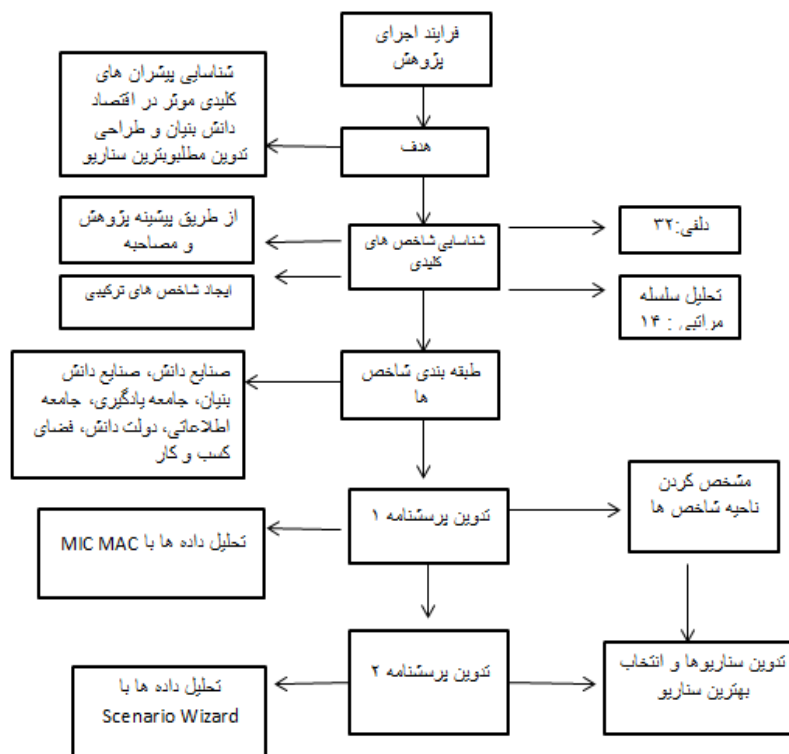 فرایند اجرای
پژوهش
شناسایی پیشران های
کلیدی موثر در اقتصاد
دانش بنیان و طراحی
تدوین مطلوبترین سناریو
هدف
شناسایی شاخص های
کلیدی
دلفی:۳۲
از طریق پیشینه پژوهش
و مصاحبه
ایجاد شاخص های ترکیبی
تحلیل سلسله
مراتبی : ۱۴
طبقه بندی شاخص
ها
صنایع دانش، صنایع دانش
بنیان، جامعه یادگیری، جامعه
اطلاعاتی، دولت دانش، فضای
کسب و کار
تدوین پرسشنامه ۱
مشخص کردن
ناحیه شاخص ها
تحلیل داده ها با MIC MAC
تدوین پرسشنامه ۲
تدوین سناریوها و انتخاب
بهترین سناریو
تحلیل داده ها با
Scenario Wizard